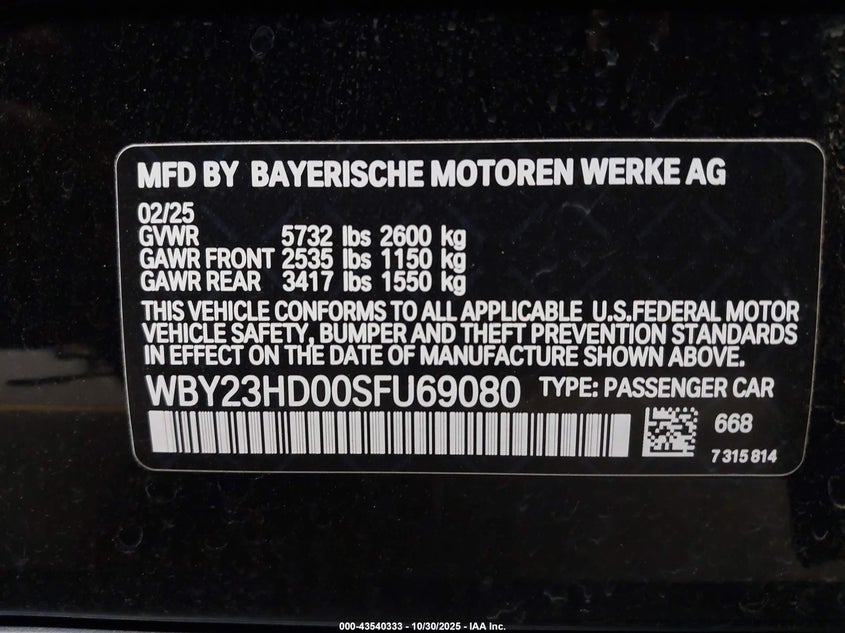 MFD BY BAYERISCHE MOTOREN WERKE AG
02/25
GVWR 5732 lbs 2600 kg
GAWR FRONT 2535 lbs 1150 kg
GAWR REAR 3417 lbs 1550 kg
THIS VEHICLE CONFORMS TO ALL APPLICABLE U.S.FEDERAL MOTOR
VEHICLE SAFETY, BUMPER AND THEFT PREVENTION STANDARDS
IN EFFECT ON THE DATE OF MANUFACTURE SHOWN ABOVE.
WBY23HD00SFU69080 TYPE: PASSENGER CAR
668
7 315 814
000-43540333 - 10/30/2025 - IAA Inc.